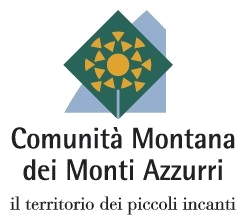 Comunità Montana
dei Monti Azzurri
il territorio dei piccoli incanti